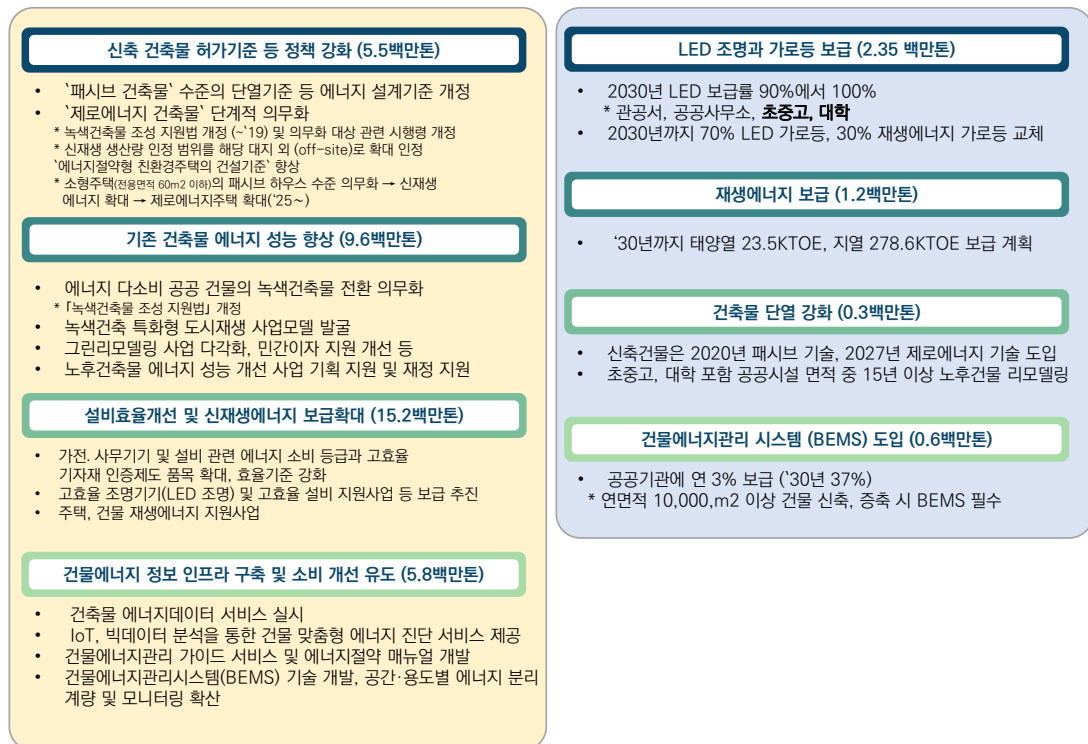 신축 건축물 허가기준 등 정책 강화 (5.5백만톤)
• `패시브 건축물` 수준의 단열기준 등 에너지 설계기준 개정
• `제로에너지 건축물` 단계적 의무화
* 녹색건축물 조성 지원법 개정 (~`19) 및 의무화 대상 관련 시행령 개정
* 신재생 생산량 인정 범위를 해당 대지 외 (off-site)로 확대 인정
`에너지절약형 친환경주택의 건설기준` 향상
* 소형주택(전용면적 60m2 이하)의 패시브 하우스 수준 의무화 → 신재생
에너지 확대 → 제로에너지주택 확대(‘25~)
기존 건축물 에너지 성능 향상 (9.6백만톤)
• 에너지 다소비 공공 건물의 녹색건축물 전환 의무화
* 「녹색건축물 조성 지원법」 개정
• 녹색건축 특화형 도시재생 사업모델 발굴
• 그린리모델링 사업 다각화, 민간이자 지원 개선 등
• 노후건축물 에너지 성능 개선 사업 기획 지원 및 재정 지원
설비효율개선 및 신재생에너지 보급확대 (15.2백만톤)
• 가전. 사무기기 및 설비 관련 에너지 소비 등급과 고효율
기자재 인증제도 품목 확대, 효율기준 강화
• 고효율 조명기기(LED 조명) 및 고효율 설비 지원사업 등 보급 추진
• 주택, 건물 재생에너지 지원사업
건물에너지 정보 인프라 구축 및 소비 개선 유도 (5.8백만톤)
• 건축물 에너지데이터 서비스 실시
• IoT, 빅데이터 분석을 통한 건물 맞춤형 에너지 진단 서비스 제공
• 건물에너지관리 가이드 서비스 및 에너지절약 매뉴얼 개발
• 건물에너지관리시스템(BEMS) 기술 개발, 공간·용도별 에너지 분리
계량 및 모니터링 확산
LED 조명과 가로등 보급 (2.35 백만톤)
• 2030년 LED 보급률 90%에서 100%
* 관공서, 공공사무소, 초중고, 대학
• 2030년까지 70% LED 가로등, 30% 재생에너지 가로등 교체
재생에너지 보급 (1.2백만톤)
• ‘30년까지 태양열 23.5KTOE, 지열 278.6KTOE 보급 계획
건축물 단열 강화 (0.3백만톤)
• 신축건물은 2020년 패시브 기술, 2027년 제로에너지 기술 도입
• 초중고, 대학 포함 공공시설 면적 중 15년 이상 노후건물 리모델링
건물에너지관리 시스템 (BEMS) 도입 (0.6백만톤)
• 공공기관에 연 3% 보급 (‘30년 37%)
* 연면적 10,000,m2 이상 건물 신축, 증축 시 BEMS 필수